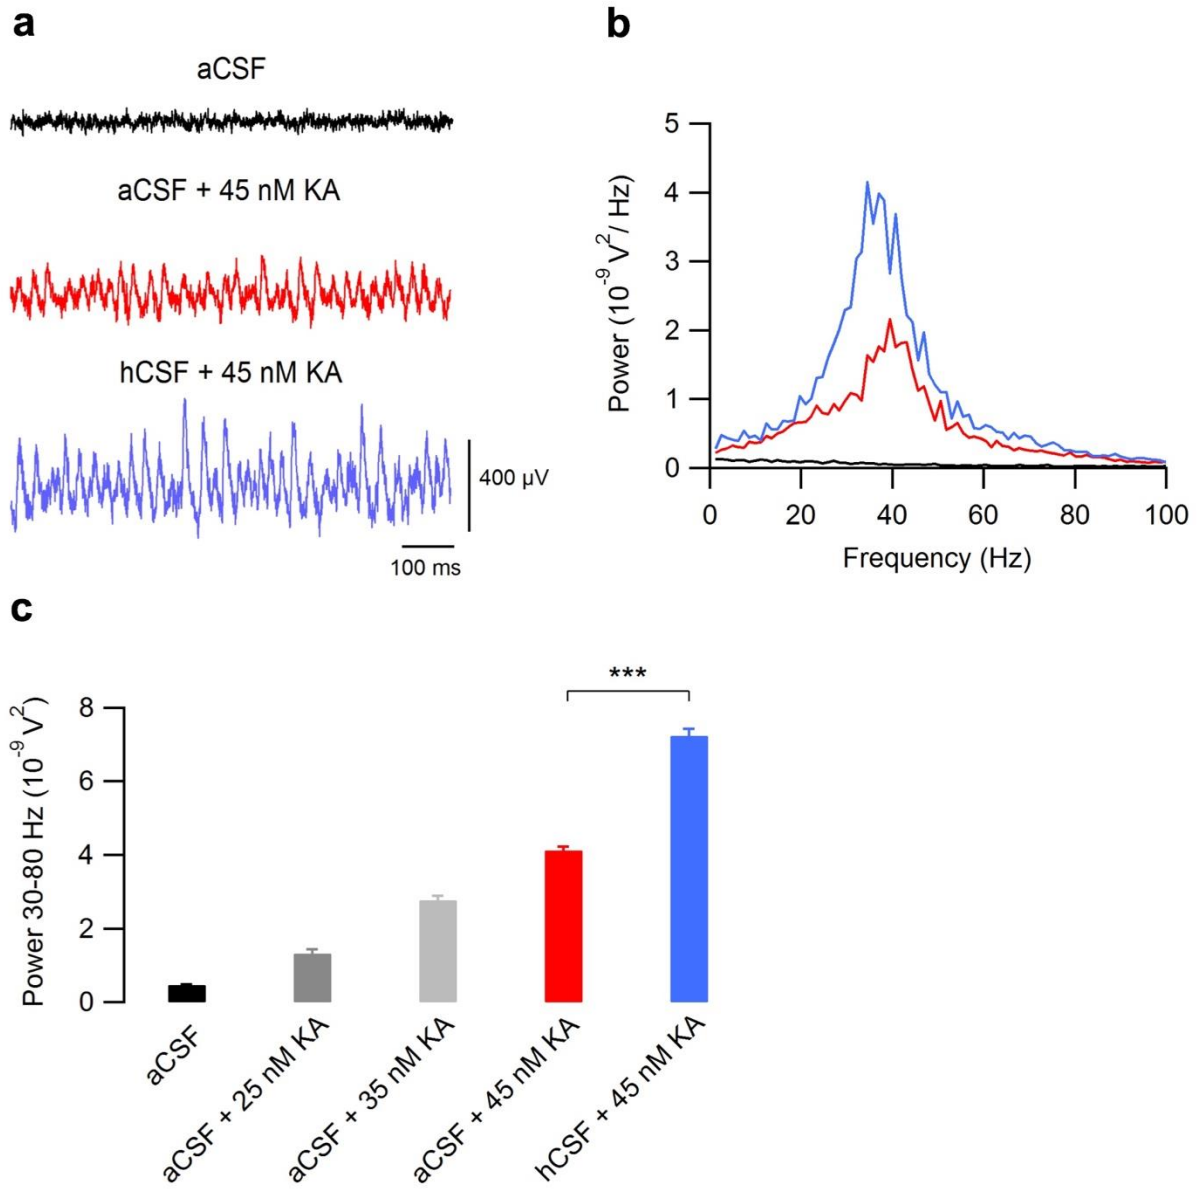 a
aCSF
aCSF + 45 nM KA
hCSF + 45 nM KA
400 µV
100 ms
b
Power (10⁻⁹ V²/ Hz)
5
4
3
2
1
0
0 20 40 60 80 100
Frequency (Hz)
c
Power 30-80 Hz (10⁻⁹ V²)
8
6
4
2
0
***
aCSF
aCSF + 25 nM KA
aCSF + 35 nM KA
aCSF + 45 nM KA
hCSF + 45 nM KA